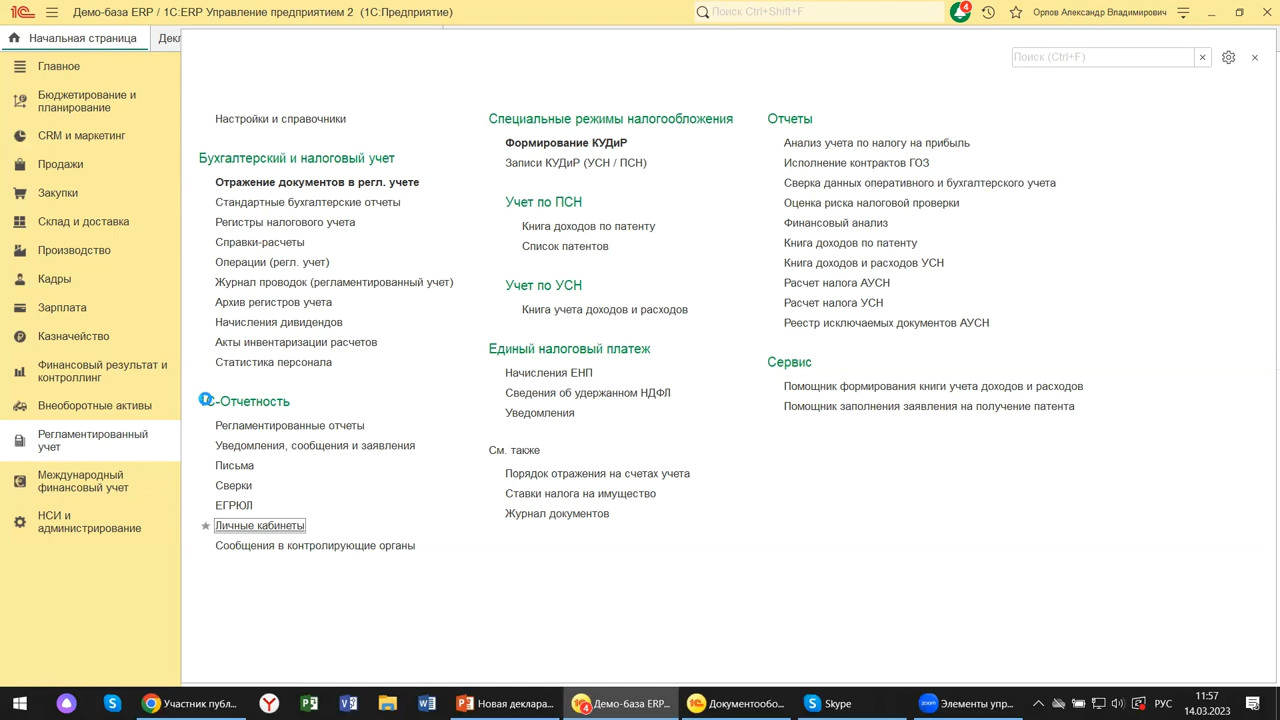 Демо-база ERP / 1С:ERP Управление предприятием 2 (1С:Предприятие)
Поиск Ctrl+Shift+F
4
Орлов Александр Владимирович
Начальная страница
Декл
Главное
Бюджетирование и
планирование
CRM и маркетинг
Продажи
Закупки
Склад и доставка
Производство
Кадры
Зарплата
Казначейство
Финансовый результат и
контроллинг
Внеоборотные активы
Регламентированный
учет
Международный
финансовый учет
НСИ и
администрирование
Поиск (Ctrl+F)
Настройки и справочники
Бухгалтерский и налоговый учет
Отражение документов в регл. учете
Стандартные бухгалтерские отчеты
Регистры налогового учета
Справки-расчеты
Операции (регл. учет)
Журнал проводок (регламентированный учет)
Архив регистров учета
Начисления дивидендов
Акты инвентаризации расчетов
Статистика персонала
1С-Отчетность
Регламентированные отчеты
Уведомления, сообщения и заявления
Письма
Сверки
ЕГРЮЛ
Личные кабинеты
Сообщения в контролирующие органы
Специальные режимы налогообложения
Формирование КУДиР
Записи КУДиР (УСН / ПСН)
Учет по ПСН
Книга доходов по патенту
Список патентов
Учет по УСН
Книга учета доходов и расходов
Единый налоговый платеж
Начисления ЕНП
Сведения об удержанном НДФЛ
Уведомления
См. также
Порядок отражения на счетах учета
Ставки налога на имущество
Журнал документов
Отчеты
Анализ учета по налогу на прибыль
Исполнение контрактов ГОЗ
Сверка данных оперативного и бухгалтерского учета
Оценка риска налоговой проверки
Финансовый анализ
Книга доходов по патенту
Книга доходов и расходов УСН
Расчет налога АУСН
Расчет налога УСН
Реестр исключаемых документов АУСН
Сервис
Помощник формирования книги учета доходов и расходов
Помощник заполнения заявления на получение патента
Участник публ...
Новая деклара...
Демо-база ERP...
Документообо...
Skype
Элементы упр...
РУС
11:57
14.03.2023